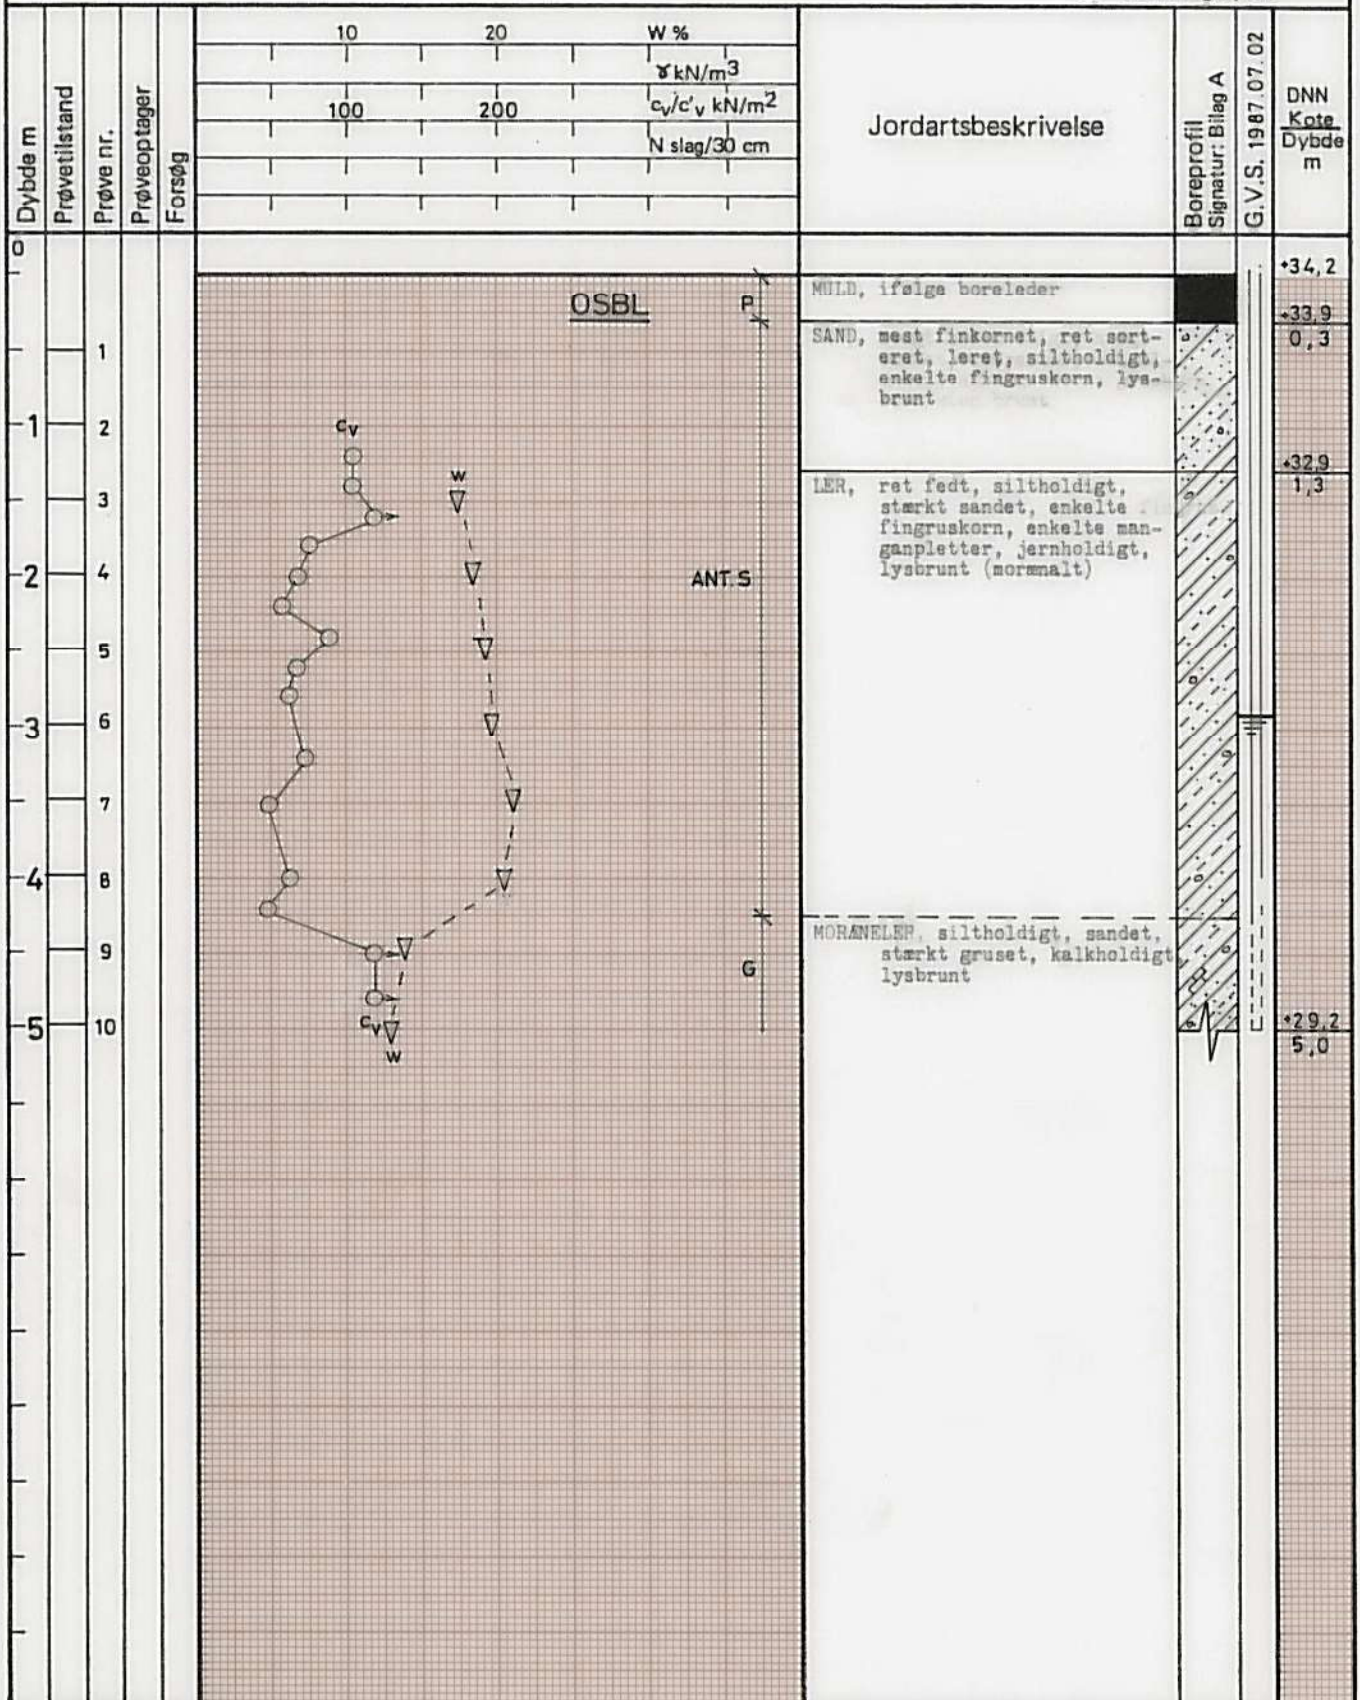 10 20 W %
γ kN/m³
100 200 cv/c'v kN/m²
N slag/30 cm
Dybde m
Prøvetilstand
Prøve nr.
Prøveoptager
Forsøg
Jordartsbeskrivelse
Boreprofil
Signatur: Bilag A
G.V.S. 1987.07.02
DNN
Kote
Dybde
m
0
+34,2
OSBL
P
MULD, ifølge boreleder
+33,9
0,3
1
SAND, mest finkornet, ret sort-
eret, leret, siltholdigt,
enkelte fingruskorn, lys-
brunt
1
2
cv
+32,9
1,3
w
3
LER, ret fedt, siltholdigt,
stærkt sandet, enkelte
fingruskorn, enkelte man-
ganpletter, jernholdigt,
lysbrunt (morænalt)
2
4
ANT. S
5
3
6
7
4
8
MORÆNELER, siltholdigt, sandet,
stærkt gruset, kalkholdigt
lysbrunt
9
G
5
10
cv
w
+29,2
5,0